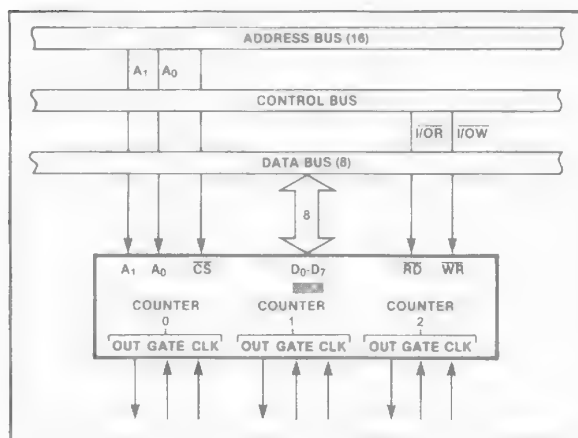 ADDRESS BUS (16)
A₁ A₀
CONTROL BUS
I/OR I/OW
DATA BUS (8)
8
A₁ A₀ CS D₀-D₇ RD WR
COUNTER 0 COUNTER 1 COUNTER 2
OUT GATE CLK OUT GATE CLK OUT GATE CLK